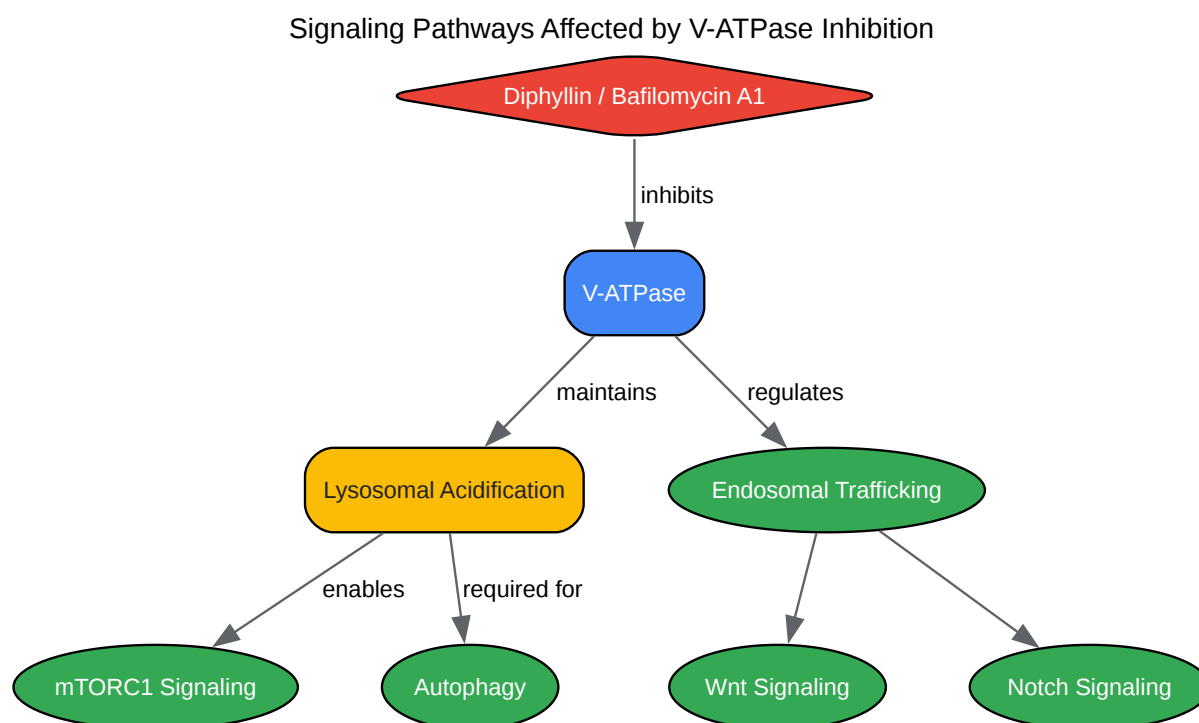 Signaling Pathways Affected by V-ATPase Inhibition
Diphyllin / Bafilomycin A1
inhibits
V-ATPase
maintains
regulates
Lysosomal Acidification
Endosomal Trafficking
enables
required for
mTORC1 Signaling
Autophagy
Wnt Signaling
Notch Signaling